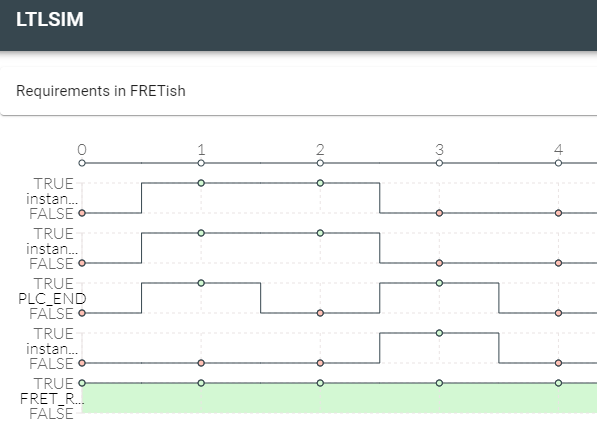 LTLSIM
Requirements in FRETish
0 1 2 3 4
TRUE
instan...
FALSE
TRUE
instan...
FALSE
TRUE
PLC_END
FALSE
TRUE
instan...
FALSE
TRUE
FRET_R...
FALSE